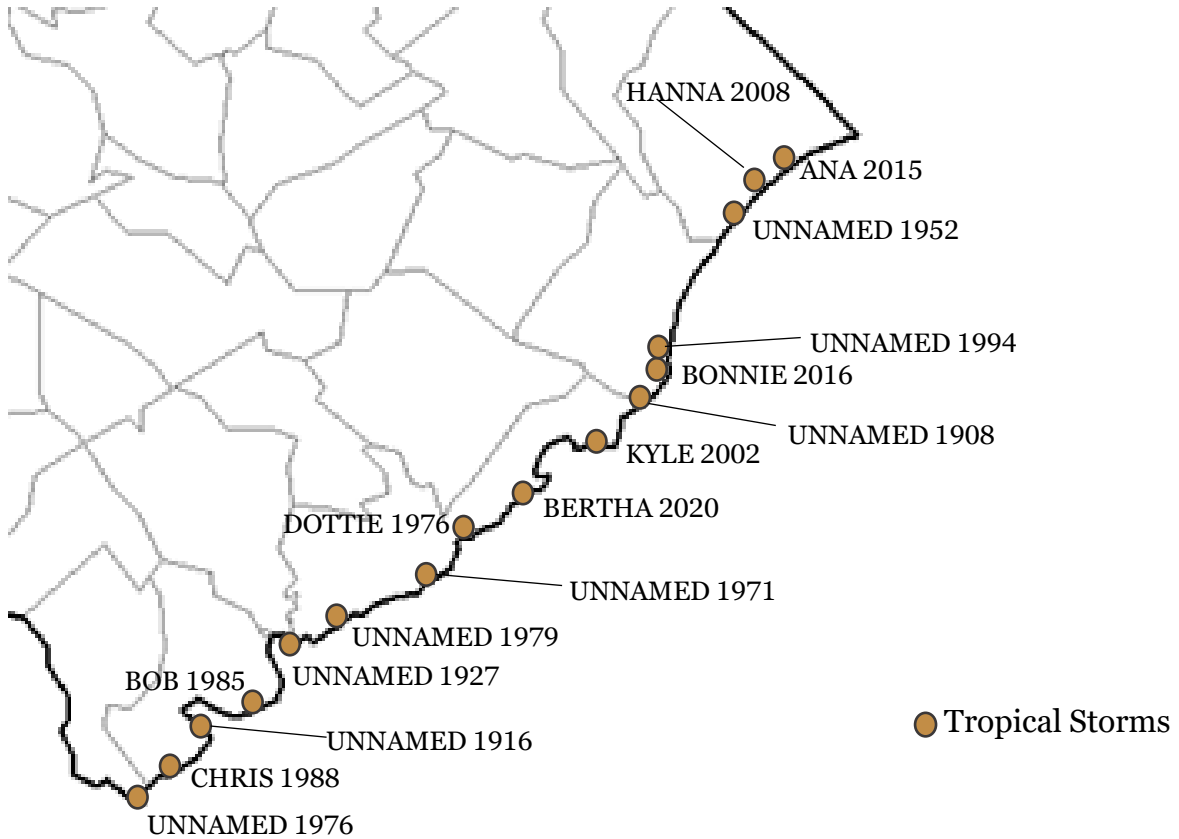 HANNA 2008
ANA 2015
UNNAMED 1952
UNNAMED 1994
BONNIE 2016
UNNAMED 1908
KYLE 2002
BERTHA 2020
DOTTIE 1976
UNNAMED 1971
UNNAMED 1979
UNNAMED 1927
BOB 1985
Tropical Storms
UNNAMED 1916
CHRIS 1988
UNNAMED 1976